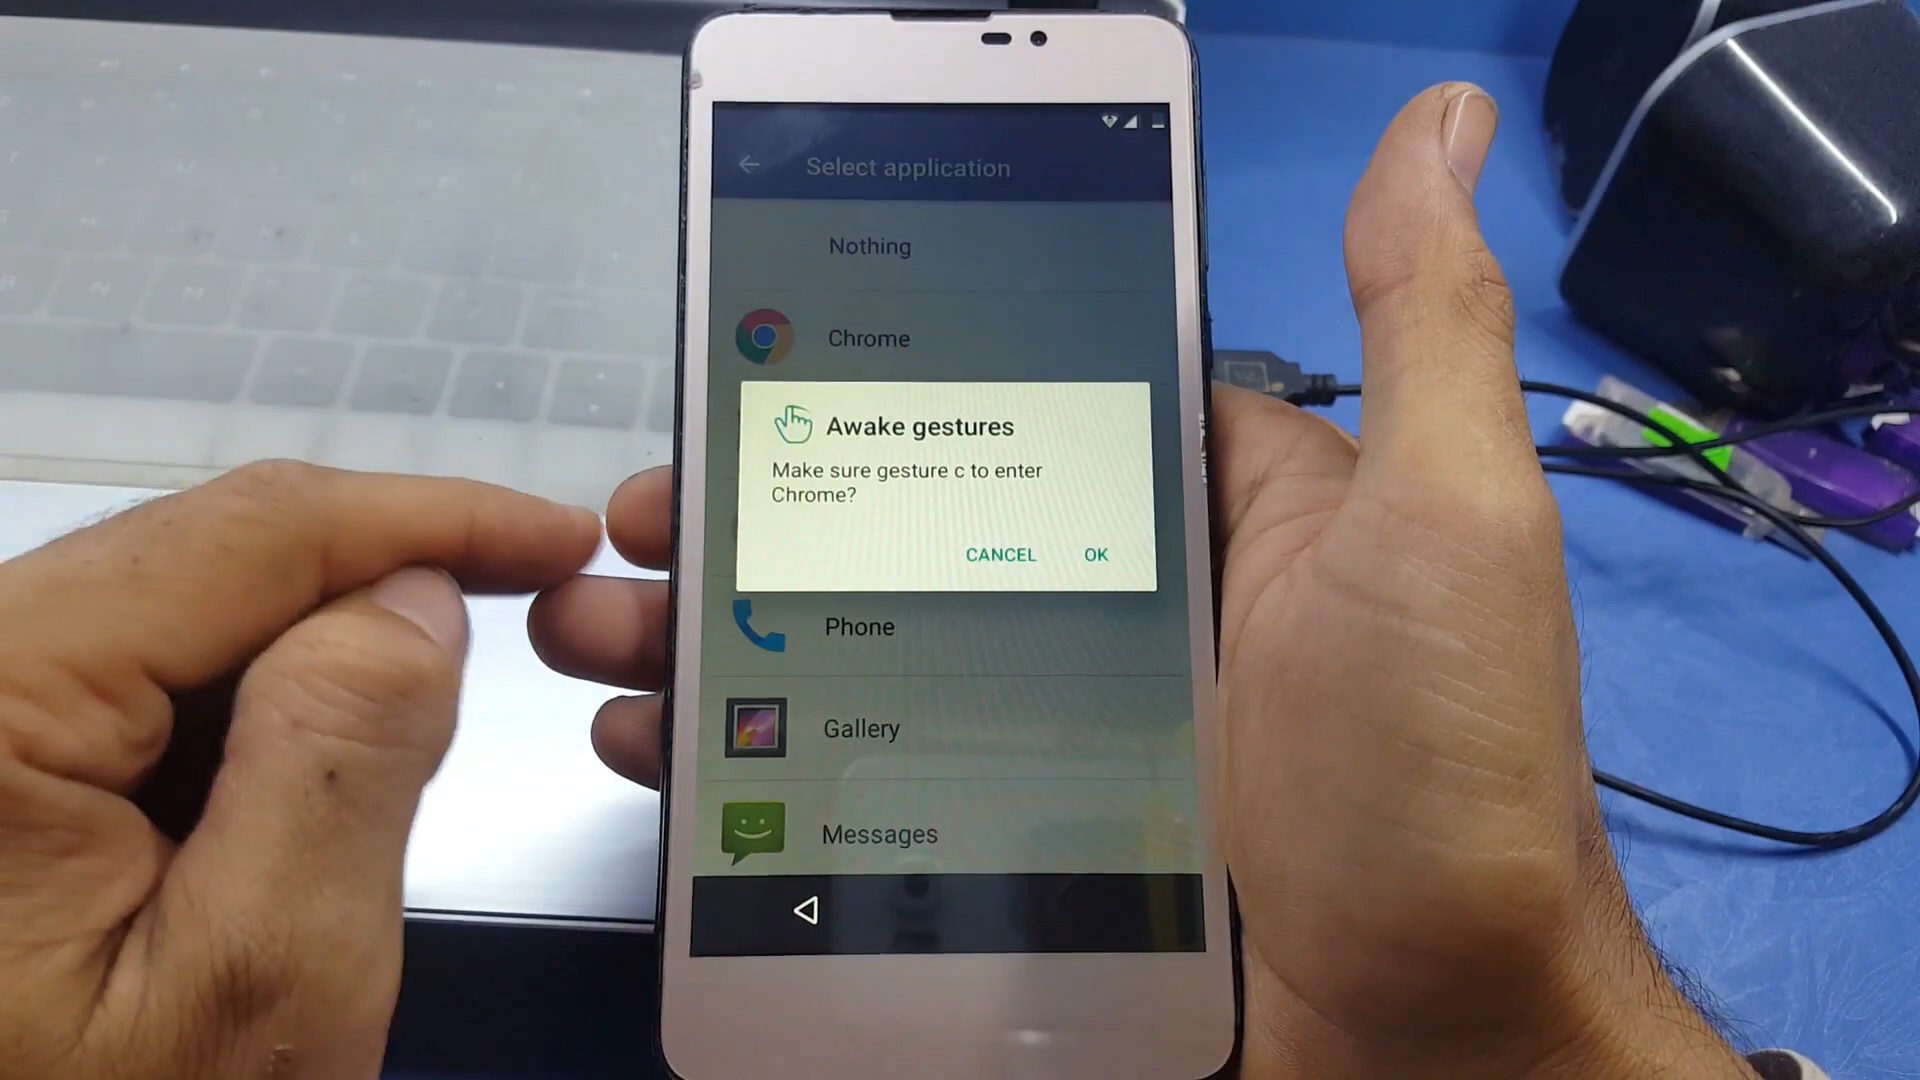 Select application
Nothing
Chrome
Awake gestures
Make sure gesture c to enter
Chrome?
CANCEL OK
Phone
Gallery
Messages